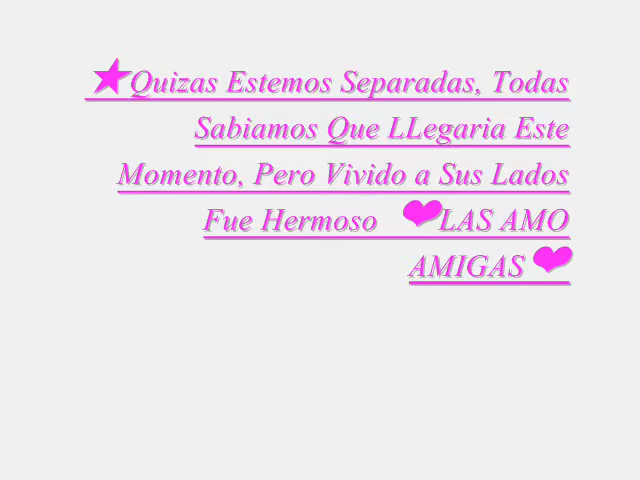 ★Quizas Estemos Separadas, Todas
Sabiamos Que LLegaria Este
Momento, Pero Vivido a Sus Lados
Fue Hermoso ❤LAS AMO
AMIGAS❤